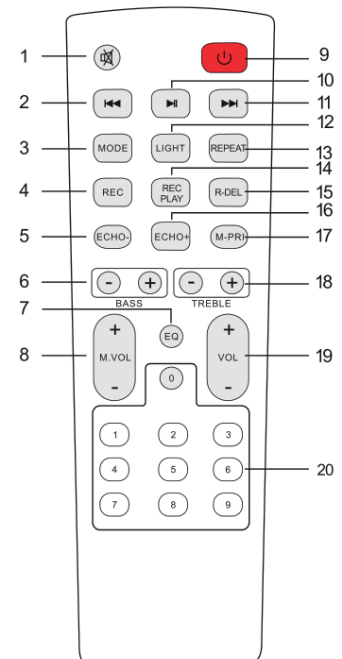 1
9
10
2
11
12
3
MODE
LIGHT
REPEAT
13
14
4
REC
REC
PLAY
R-DEL
15
16
5
ECHO-
ECHO+
M-PRI
17
6
- +
- +
18
BASS
TREBLE
7
EQ
8
+
M.VOL
-
+
VOL
-
19
0
1 2 3
4 5 6
20
7 8 9